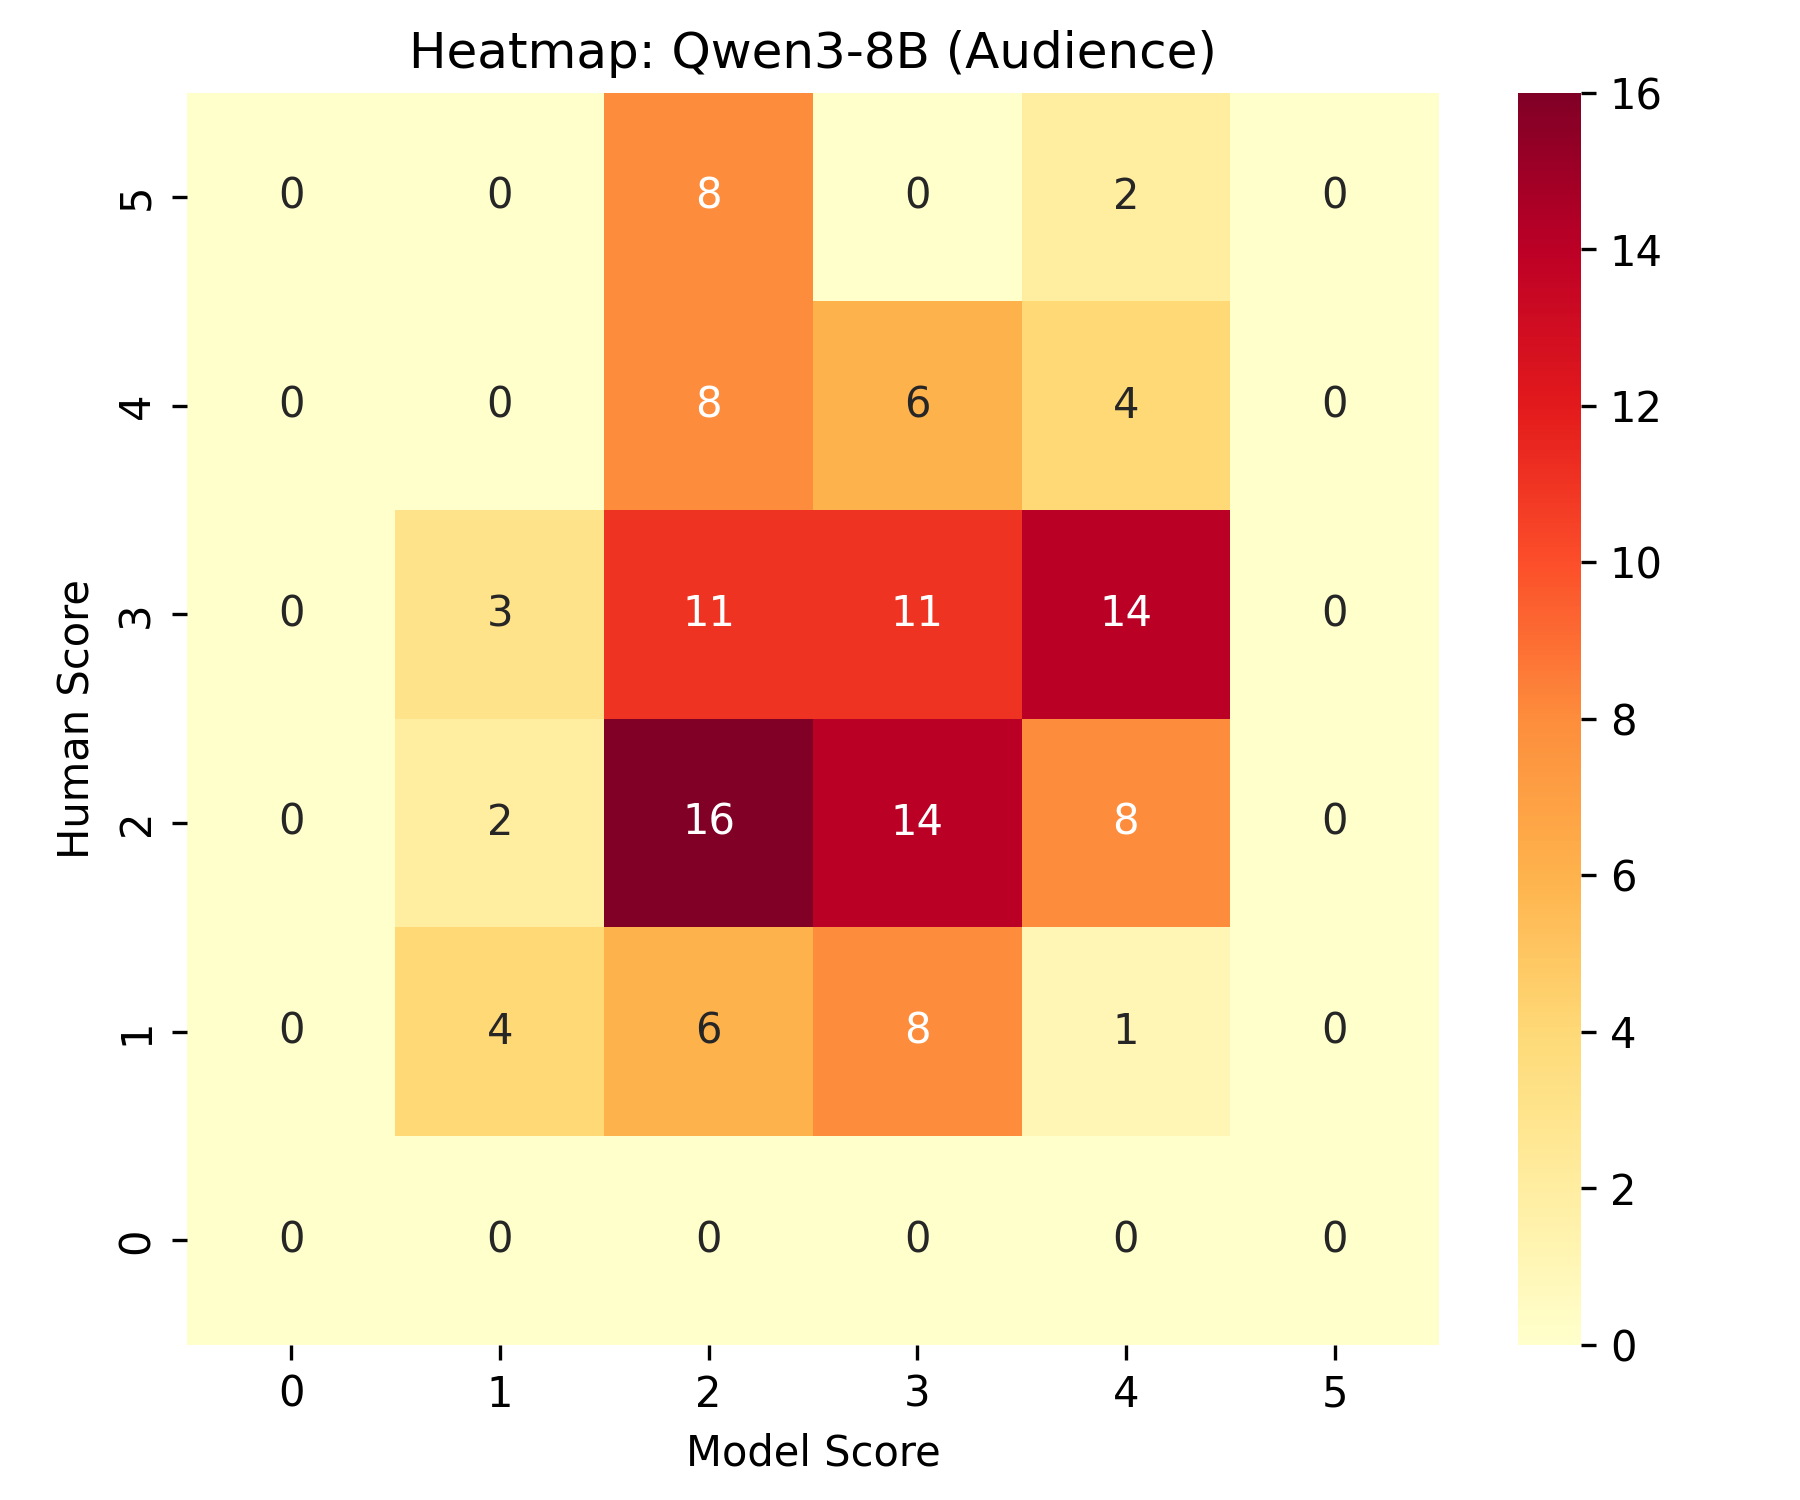 Heatmap: Qwen3-8B (Audience)
Human Score
5 0 0 8 0 2 0
4 0 0 8 6 4 0
3 0 3 11 11 14 0
2 0 2 16 14 8 0
1 0 4 6 8 1 0
0 0 0 0 0 0 0
0 1 2 3 4 5
Model Score
16
14
12
10
8
6
4
2
0